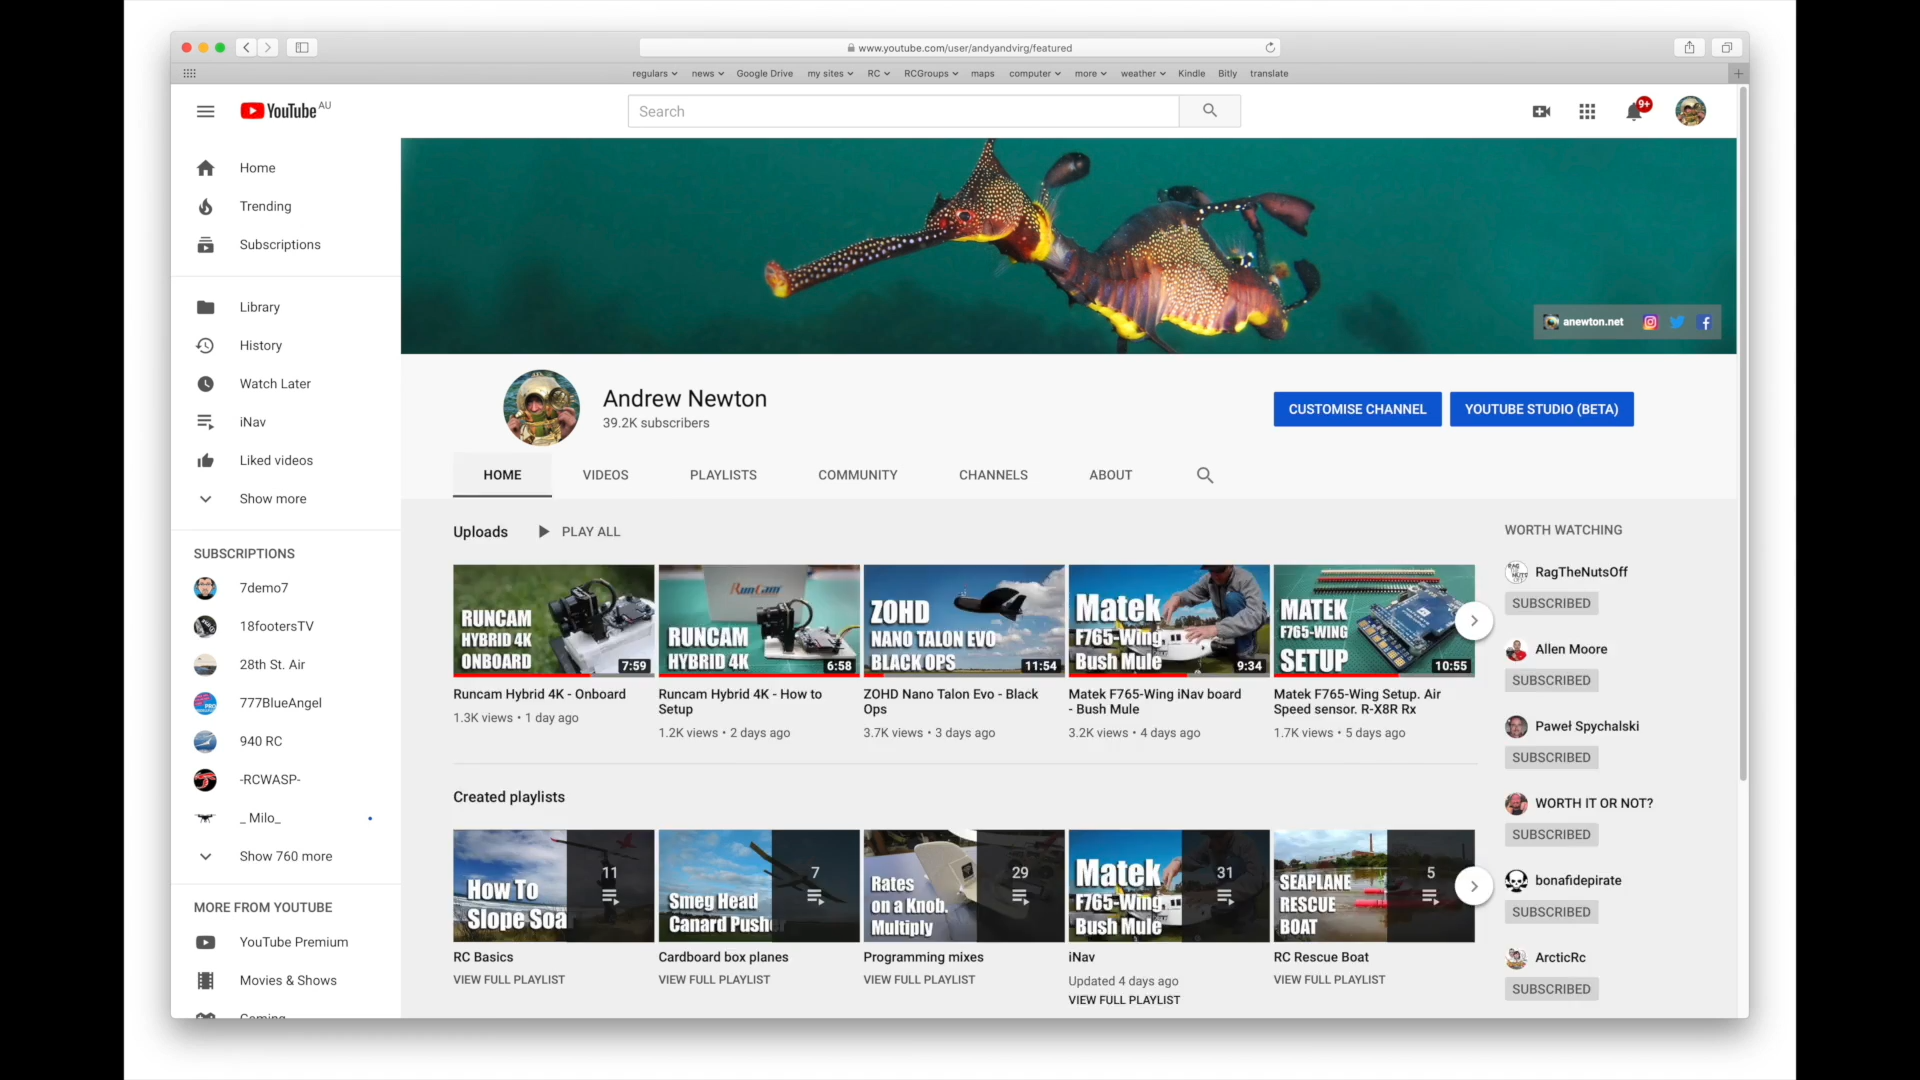 www.youtube.com/user/andyandvirg/featured
regulars news Google Drive my sites RC RCGroups maps computer more weather Kindle Bitly translate
YouTube AU
Search
9+
Home
Trending
Subscriptions
Library
History
Watch Later
iNav
Liked videos
Show more
SUBSCRIPTIONS
7demo7
18footersTV
28th St. Air
777BlueAngel
940 RC
-RCWASP-
_ Milo_
Show 760 more
MORE FROM YOUTUBE
YouTube Premium
Movies & Shows
Gaming
anewton.net
Andrew Newton
39.2K subscribers
CUSTOMISE CHANNEL
YOUTUBE STUDIO (BETA)
HOME VIDEOS PLAYLISTS COMMUNITY CHANNELS ABOUT
Uploads PLAY ALL
RUNCAM
HYBRID 4K
ONBOARD
7:59
Runcam Hybrid 4K - Onboard
1.3K views • 1 day ago
RunCam
RUNCAM
HYBRID 4K
6:58
Runcam Hybrid 4K - How to
Setup
1.2K views • 2 days ago
ZOHD
NANO TALON EVO
BLACK OPS
11:54
ZOHD Nano Talon Evo - Black
Ops
3.7K views • 3 days ago
Matek
F765-Wing
Bush Mule
9:34
Matek F765-Wing iNav board
- Bush Mule
3.2K views • 4 days ago
MATEK
F765-WING
SETUP
10:55
Matek F765-Wing Setup. Air
Speed sensor. R-X8R Rx
1.7K views • 5 days ago
Created playlists
How To
Slope Soa
11
RC Basics
VIEW FULL PLAYLIST
Smeg Head
Canard Pushe
7
Cardboard box planes
VIEW FULL PLAYLIST
Rates
on a Knob.
Multiply
29
Programming mixes
VIEW FULL PLAYLIST
Matek
F765-Wing
Bush Mule
31
iNav
Updated 4 days ago
VIEW FULL PLAYLIST
SEAPLANE
RESCUE
BOAT
5
RC Rescue Boat
VIEW FULL PLAYLIST
WORTH WATCHING
RagTheNutsOff
SUBSCRIBED
Allen Moore
SUBSCRIBED
Paweł Spychalski
SUBSCRIBED
WORTH IT OR NOT?
SUBSCRIBED
bonafidepirate
SUBSCRIBED
ArcticRc
SUBSCRIBED